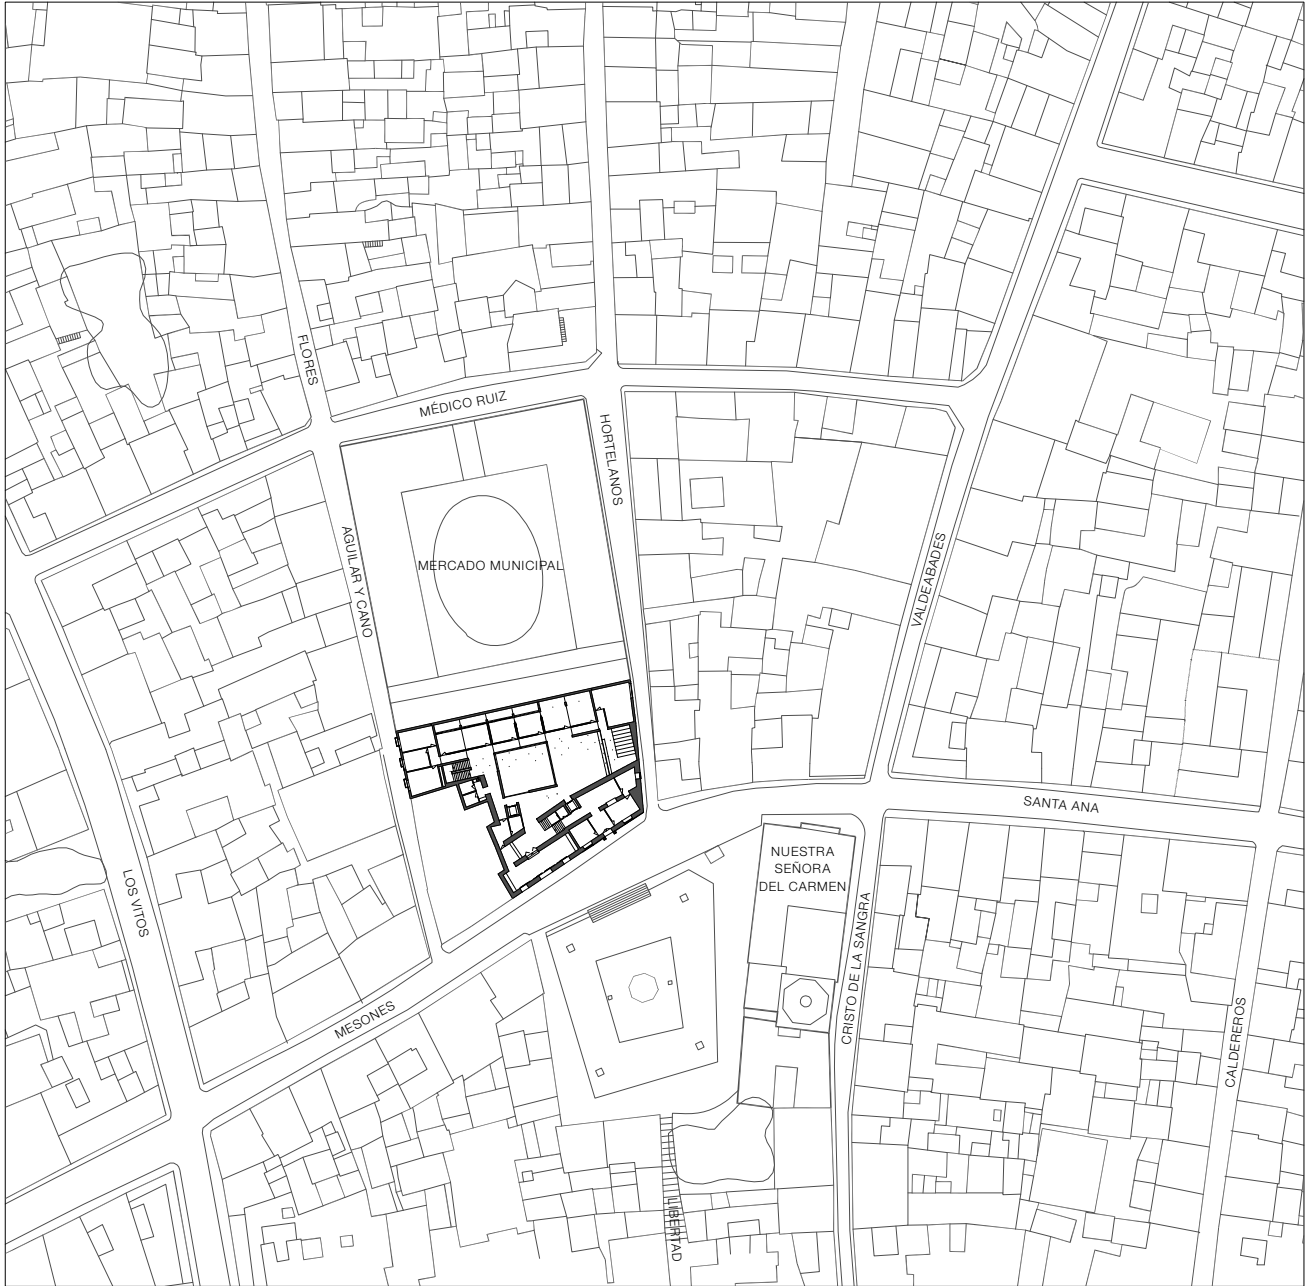 FLORES
MÉDICO RUIZ
HORTELANOS
AGUILAR Y CANO
MERCADO MUNICIPAL
VALDEABADES
SANTA ANA
NUESTRA
SEÑORA
DEL CARMEN
LOS VITOS
CRISTO DE LA SANGRA
MESONES
CALDEREROS
LIBERTAD